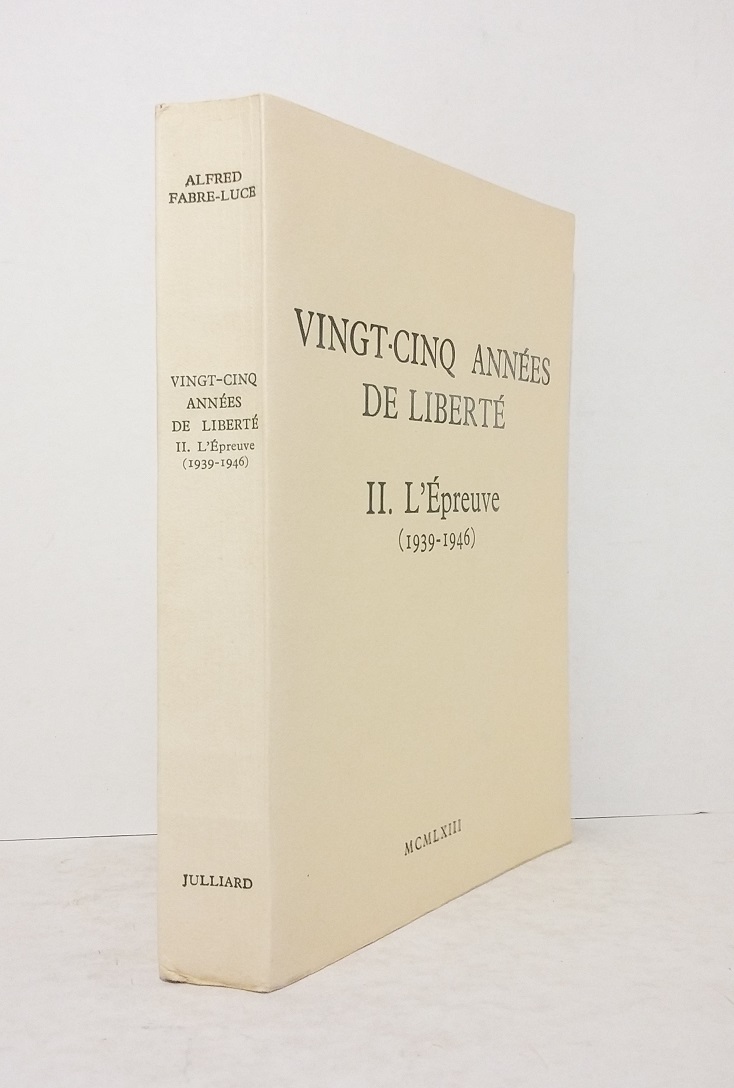 ALFRED
FABRE-LUCE
VINGT-CINQ
ANNÉES
DE LIBERTÉ
II. L'Épreuve
(1939-1946)
JULLIARD
VINGT-CINQ ANNÉES
DE LIBERTÉ
II. L'Épreuve
(1939-1946)
MCMLXIII